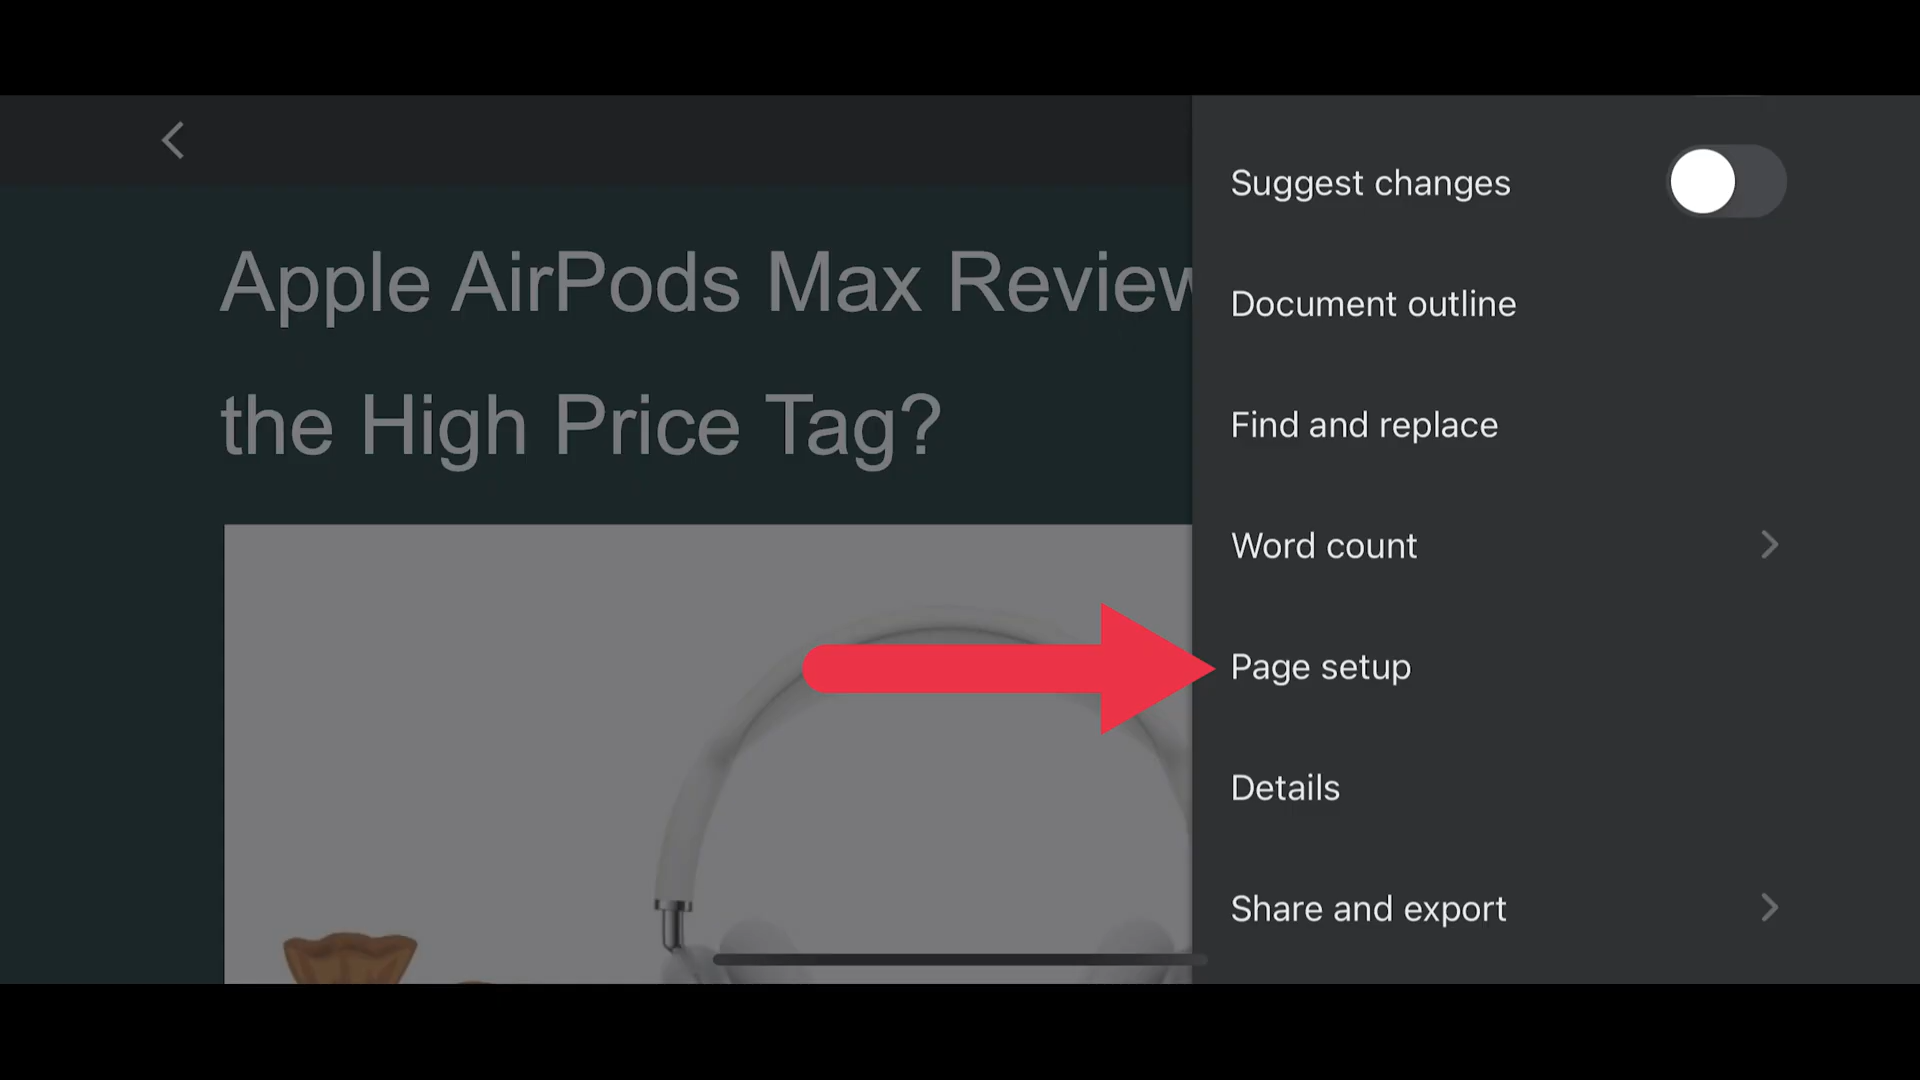 Apple AirPods Max Review
the High Price Tag?
Suggest changes
Document outline
Find and replace
Word count
Page setup
Details
Share and export